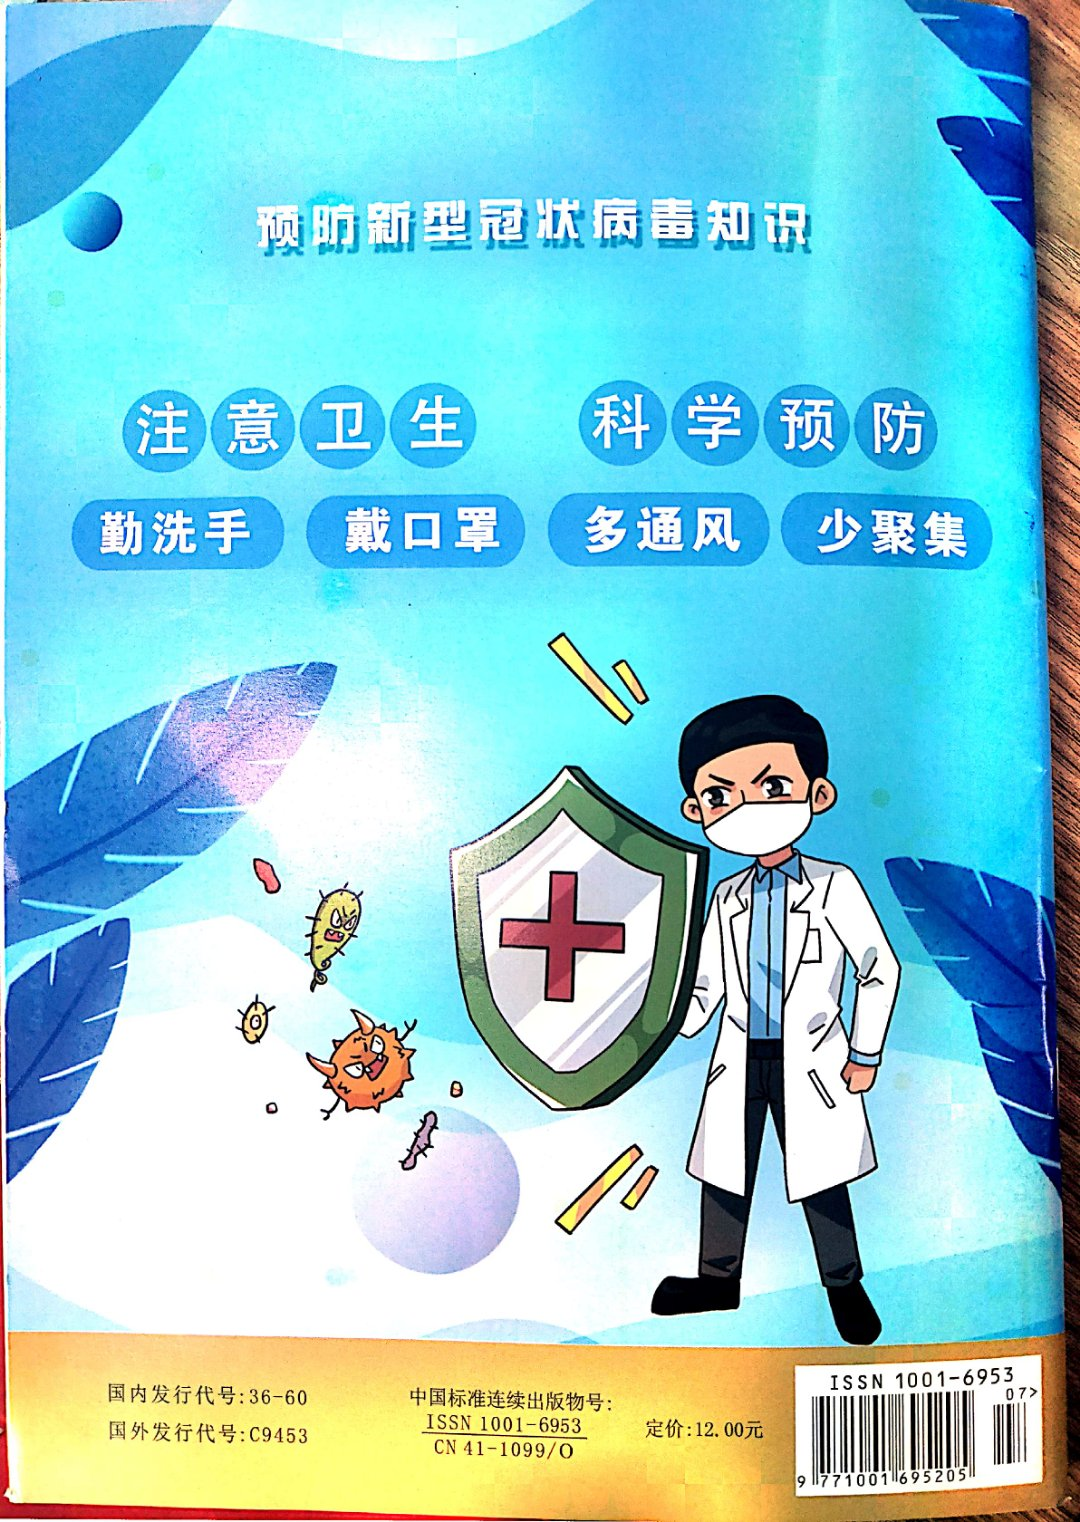 预防新型冠状病毒知识
注意卫生 科学预防
勤洗手 戴口罩 多通风 少聚集
国内发行代号:36-60
国外发行代号:C9453
中国标准连续出版物号:
ISSN 1001-6953
CN 41-1099/O
定价:12.00元
ISSN 1001-6953
07>
9 771001 695205